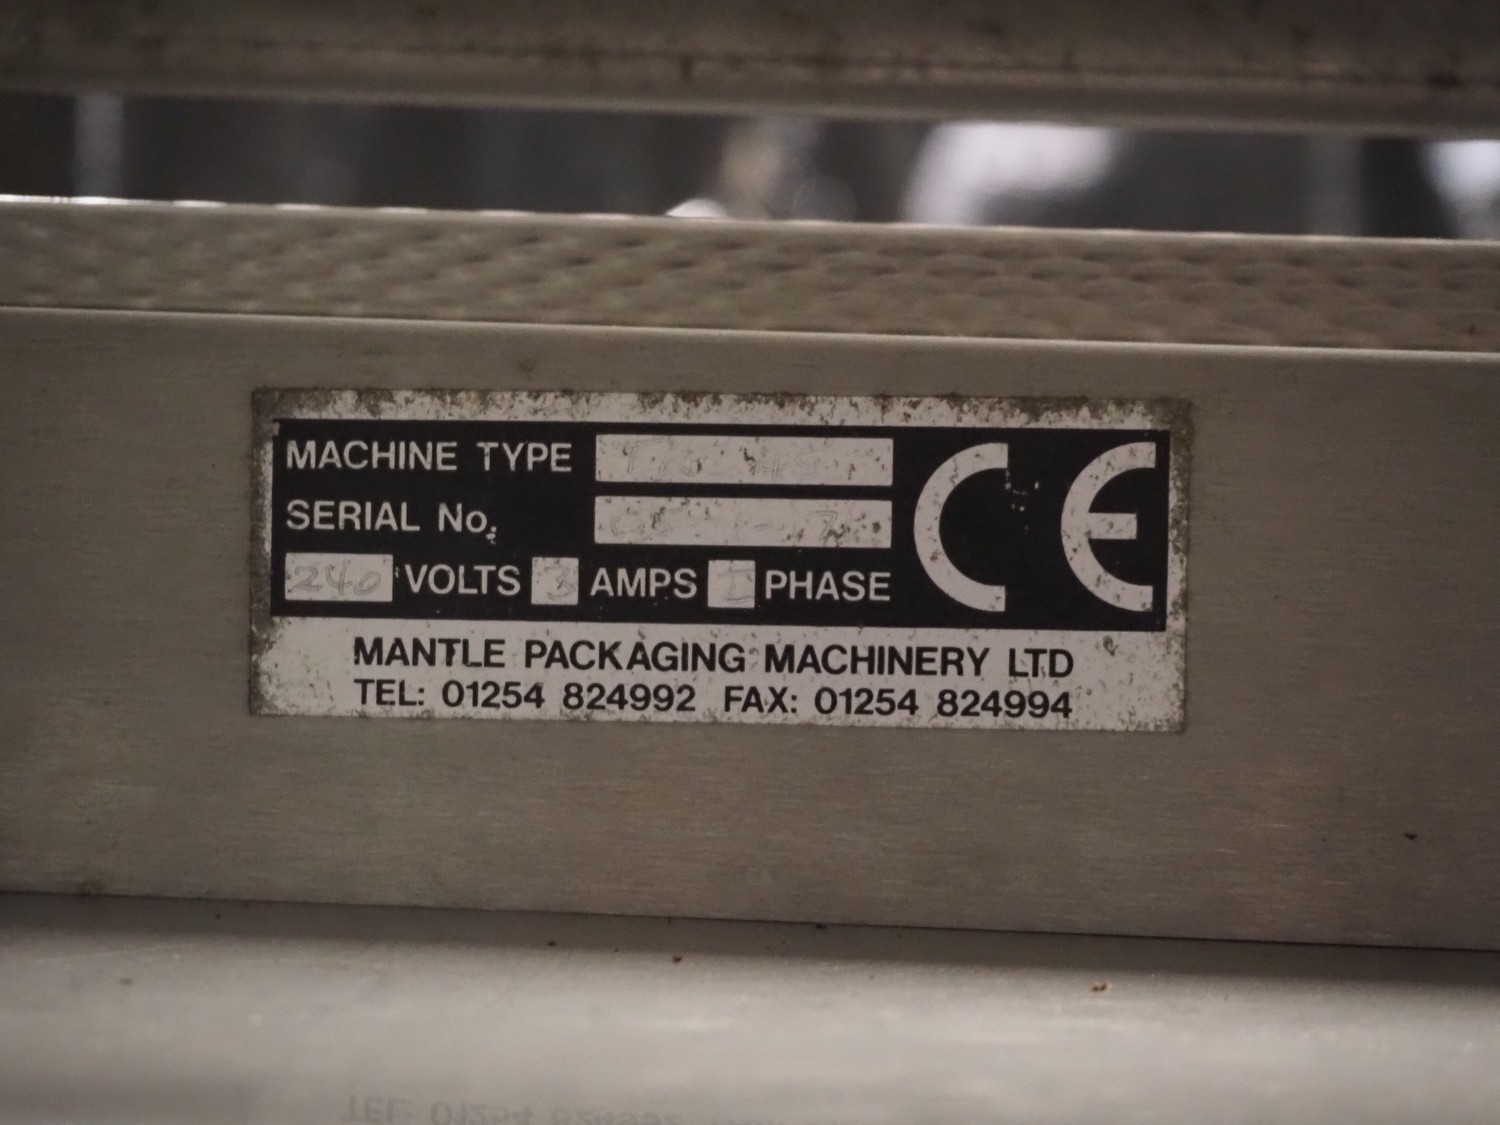 MACHINE TYPE
SERIAL No.
240 VOLTS 3 AMPS 1 PHASE
CE
MANTLE PACKAGING MACHINERY LTD
TEL: 01254 824992 FAX: 01254 824994